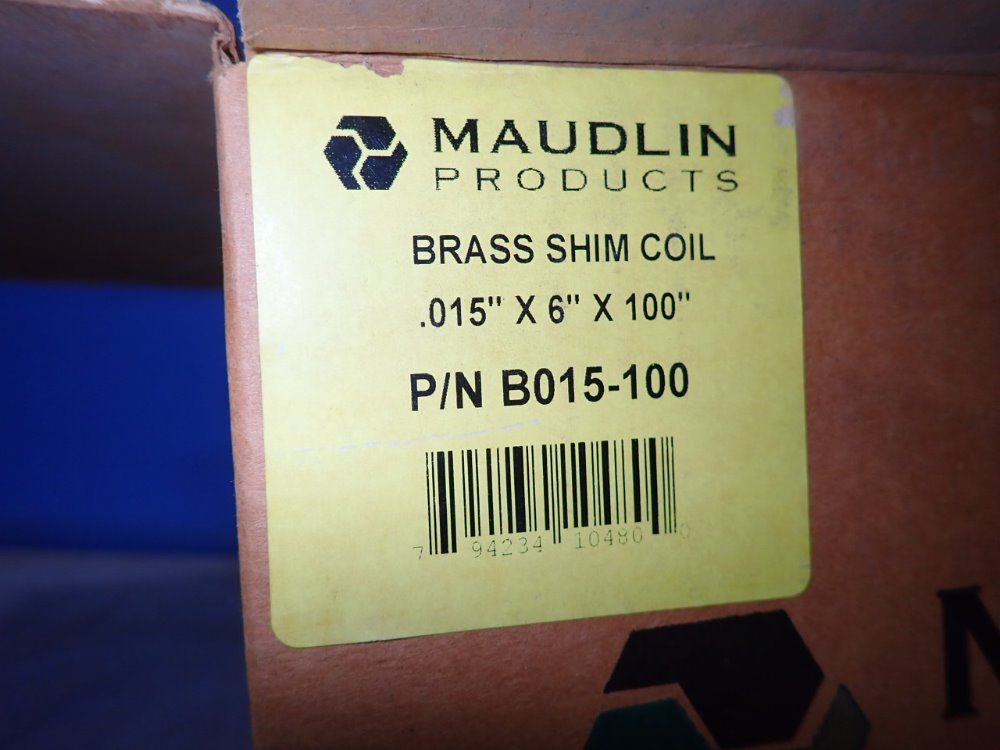 MAUDLIN
PRODUCTS
BRASS SHIM COIL
.015" X 6" X 100"
P/N B015-100
7 94234 10480 0